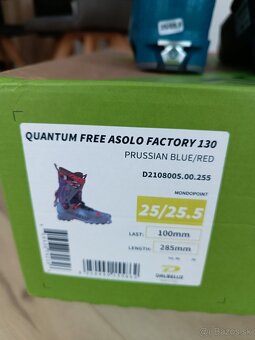 QUANTUM FREE ASOLO FACTORY 130
PRUSSIAN BLUE/RED
D2108005.00.255
MONDOPOINT
25/25.5
LAST: 100mm
LENGTH: 285mm
DALBELLO